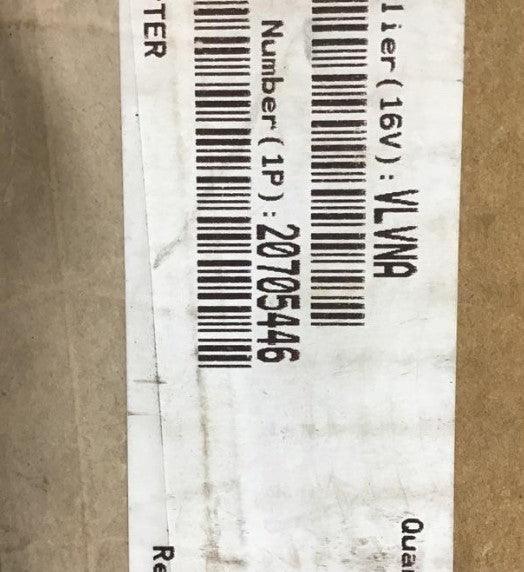 lier(16V):VLVNA
Number(1P):20705446
TER
Qua
Re